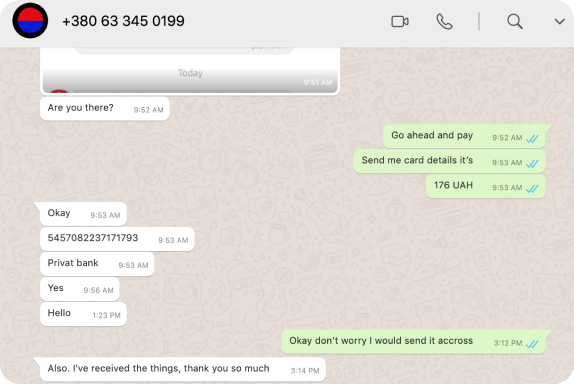 +380 63 345 0199
Today
9:51 AM
Are you there? 9:52 AM
Go ahead and pay 9:52 AM
Send me card details it's 9:53 AM
176 UAH 9:53 AM
Okay 9:53 AM
5457082237171793 9:53 AM
Privat bank 9:53 AM
Yes 9:56 AM
Hello 1:23 PM
Okay don't worry I would send it accross 3:12 PM
Also. I've received the things, thank you so much 3:14 PM